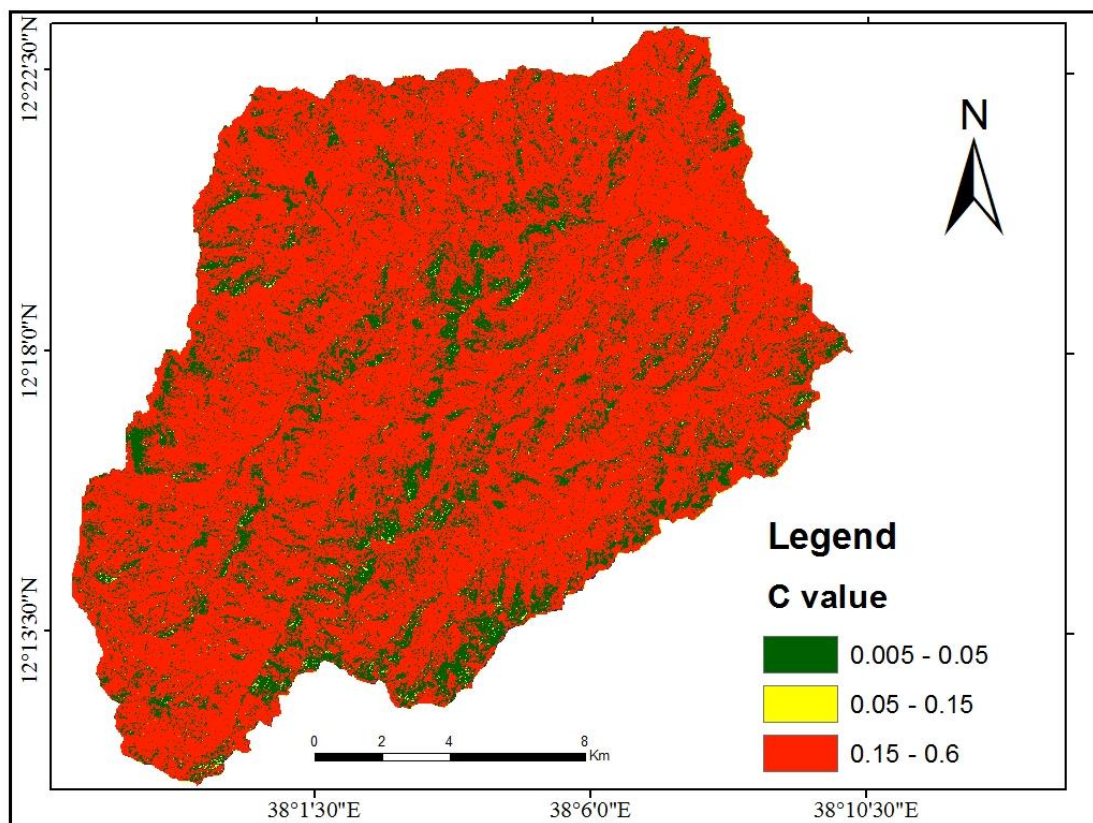 12°22'30"N
12°18'0"N
12°13'30"N
N
Legend
C value
0.005 - 0.05
0.05 - 0.15
0.15 - 0.6
0 2 4 8
Km
38°1'30"E 38°6'0"E 38°10'30"E